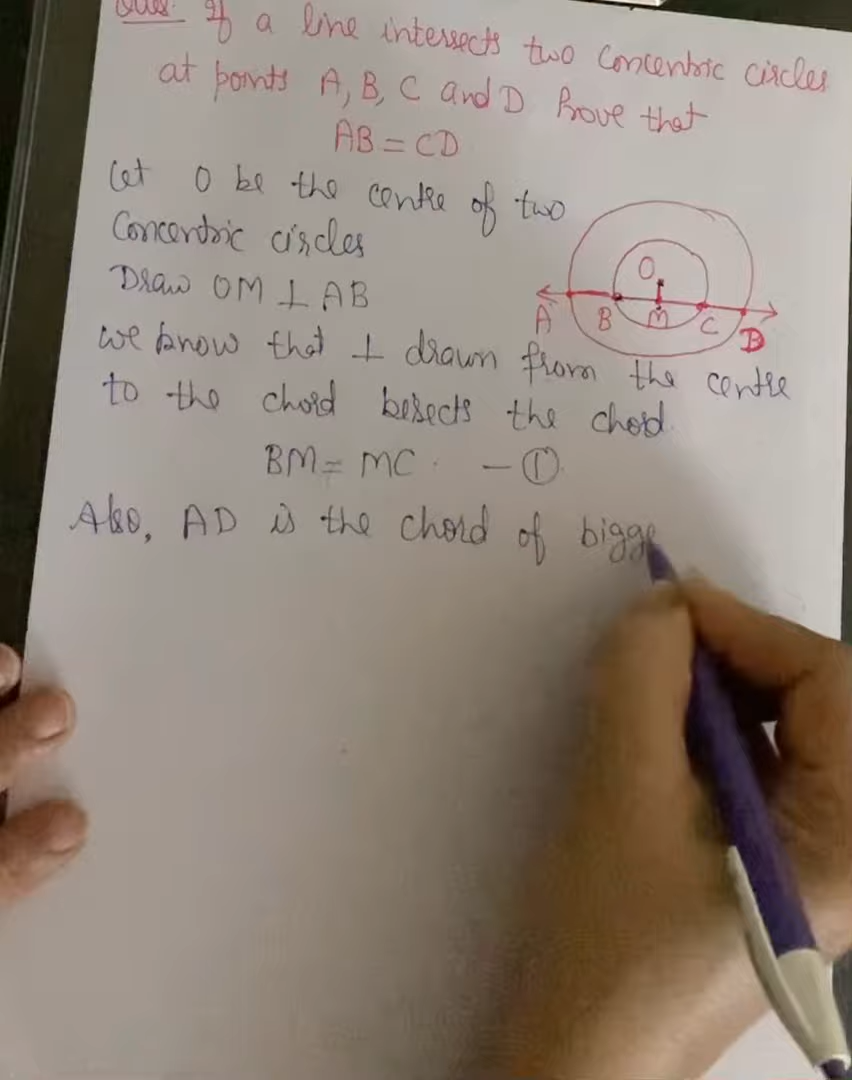 Ques. If a line intersects two Concentric circles
at points A, B, C and D Prove that
AB = CD
Let O be the centre of two
Concentric circles
Draw OM ⊥ AB
we know that ⊥ drawn from the centre
to the chord besects the chord.
BM = MC. - ①
Also, AD is the chord of bigge
O
A B M C D